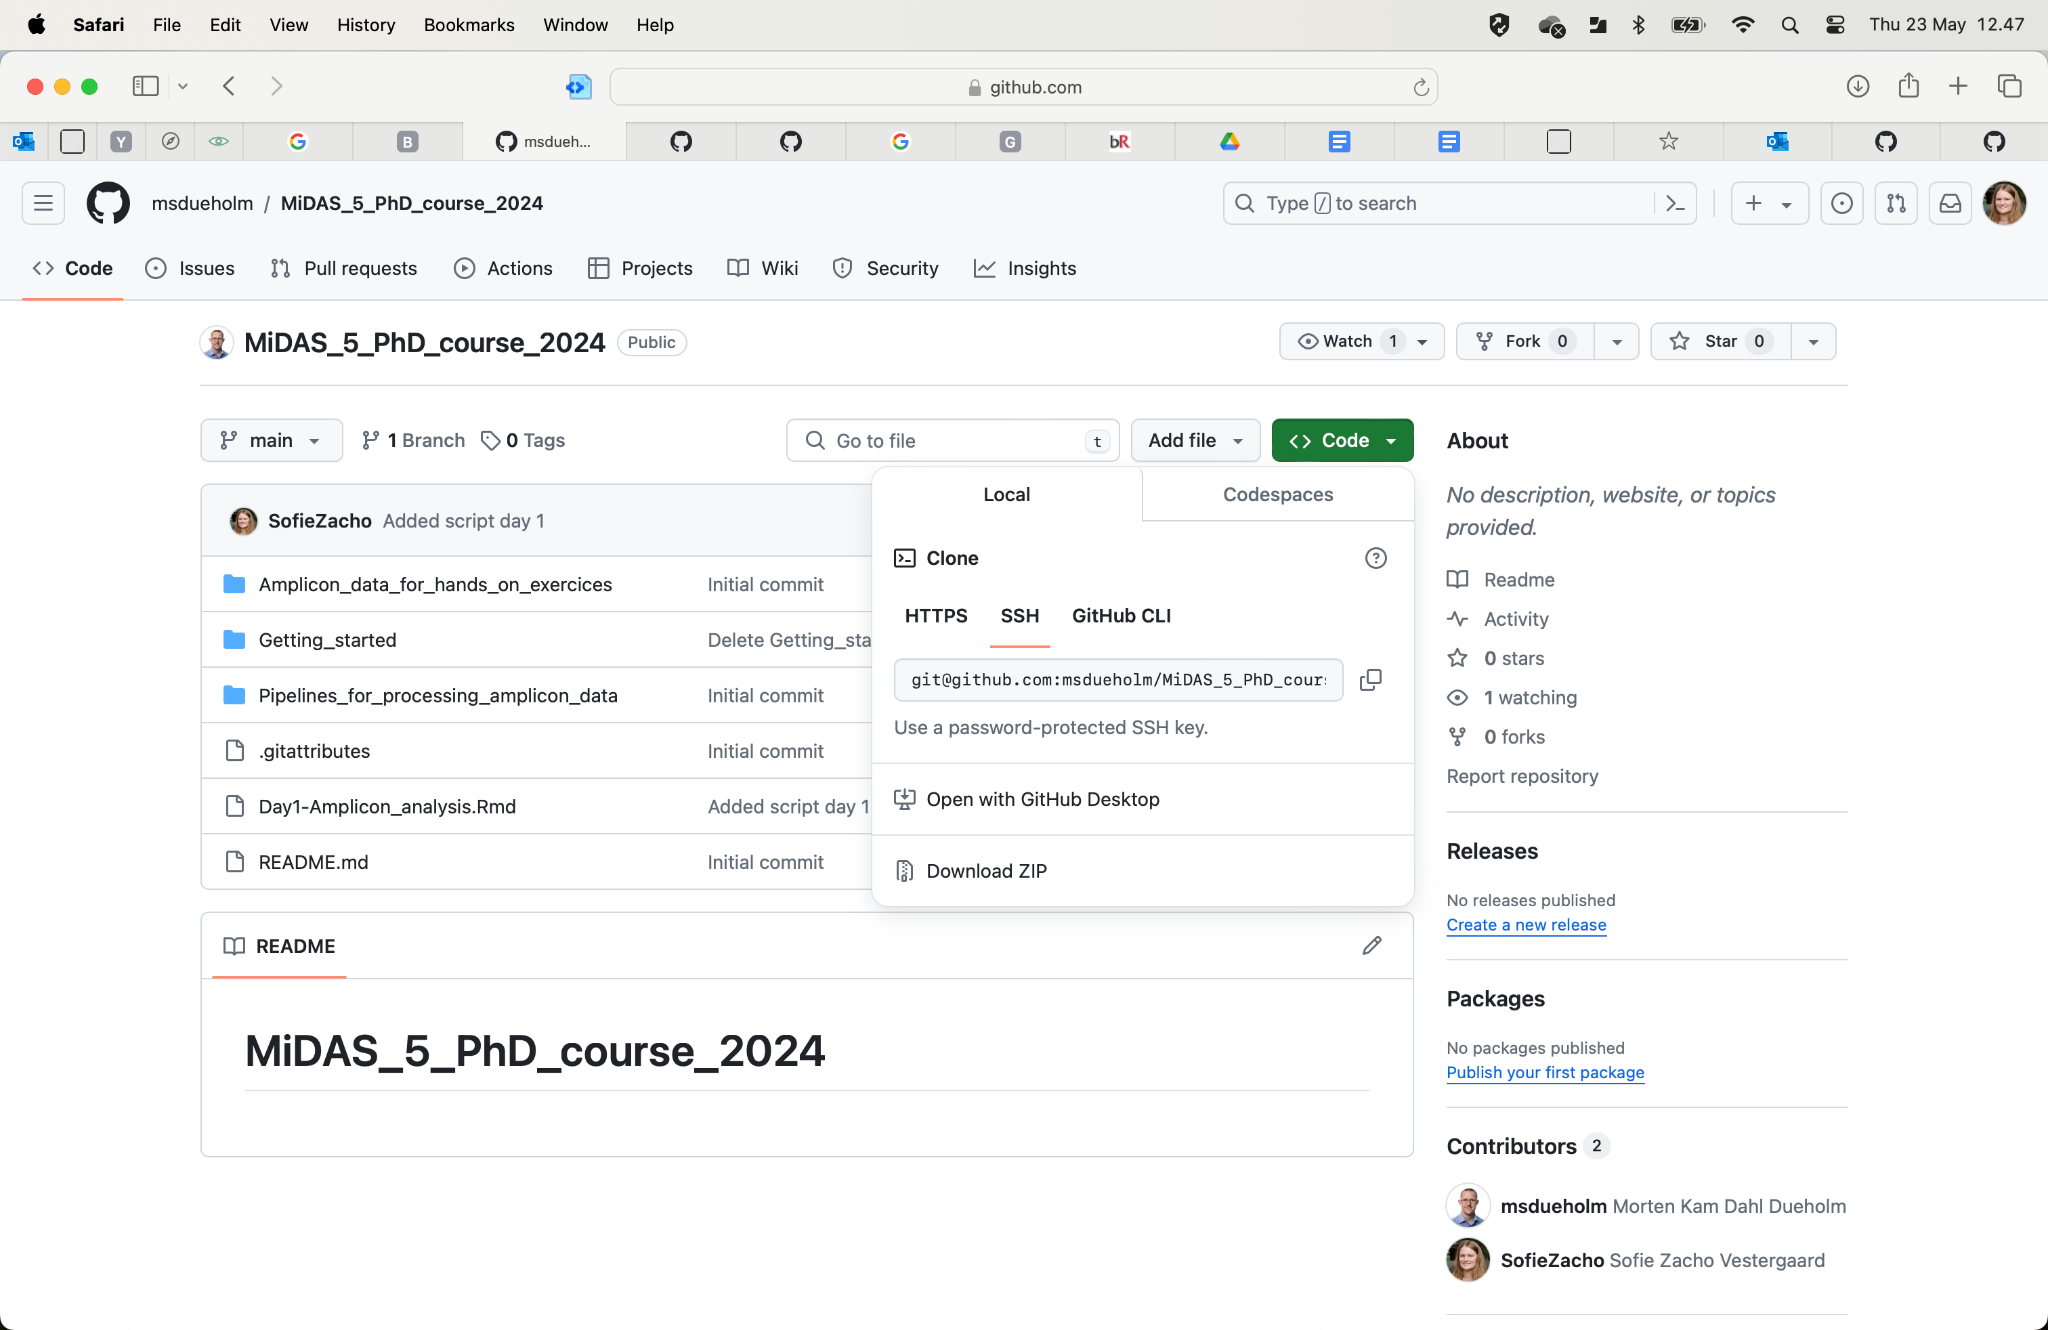 Safari File Edit View History Bookmarks Window Help Thu 23 May 12.47
github.com
Y B msdueh... G bR
msdueholm / MiDAS_5_PhD_course_2024 Type / to search
Code Issues Pull requests Actions Projects Wiki Security Insights
MiDAS_5_PhD_course_2024 Public Watch 1 Fork 0 Star 0
main 1 Branch 0 Tags Go to file t Add file Code
About
No description, website, or topics
provided.
Readme
Activity
0 stars
1 watching
0 forks
Report repository
Local Codespaces
Clone
HTTPS SSH GitHub CLI
git@github.com:msdueholm/MiDAS_5_PhD_cour
Use a password-protected SSH key.
Open with GitHub Desktop
Download ZIP
SofieZacho Added script day 1
Amplicon_data_for_hands_on_exercices Initial commit
Getting_started Delete Getting_sta
Pipelines_for_processing_amplicon_data Initial commit
.gitattributes Initial commit
Day1-Amplicon_analysis.Rmd Added script day 1
README.md Initial commit
README
MiDAS_5_PhD_course_2024
Releases
No releases published
Create a new release
Packages
No packages published
Publish your first package
Contributors 2
msdueholm Morten Kam Dahl Dueholm
SofieZacho Sofie Zacho Vestergaard